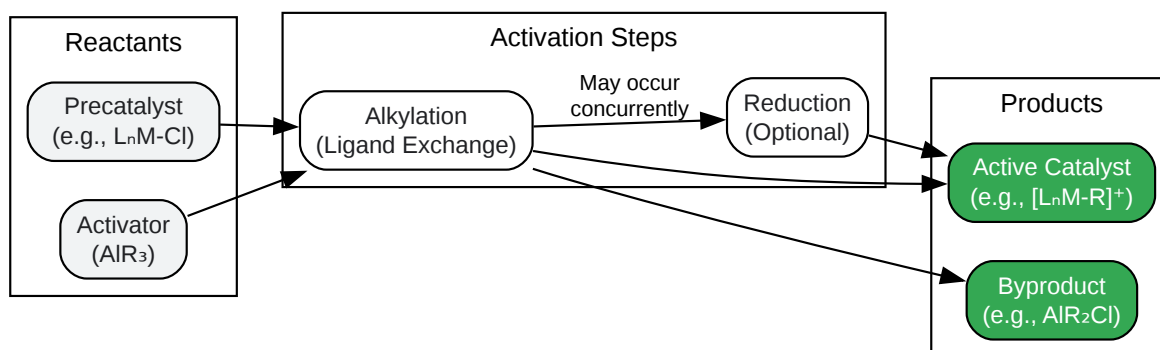 Reactants
Precatalyst
(e.g., LₙM-Cl)
Activator
(AlR₃)
Activation Steps
Alkylation
(Ligand Exchange)
May occur
concurrently
Reduction
(Optional)
Products
Active Catalyst
(e.g., [LₙM-R]⁺)
Byproduct
(e.g., AlR₂Cl)